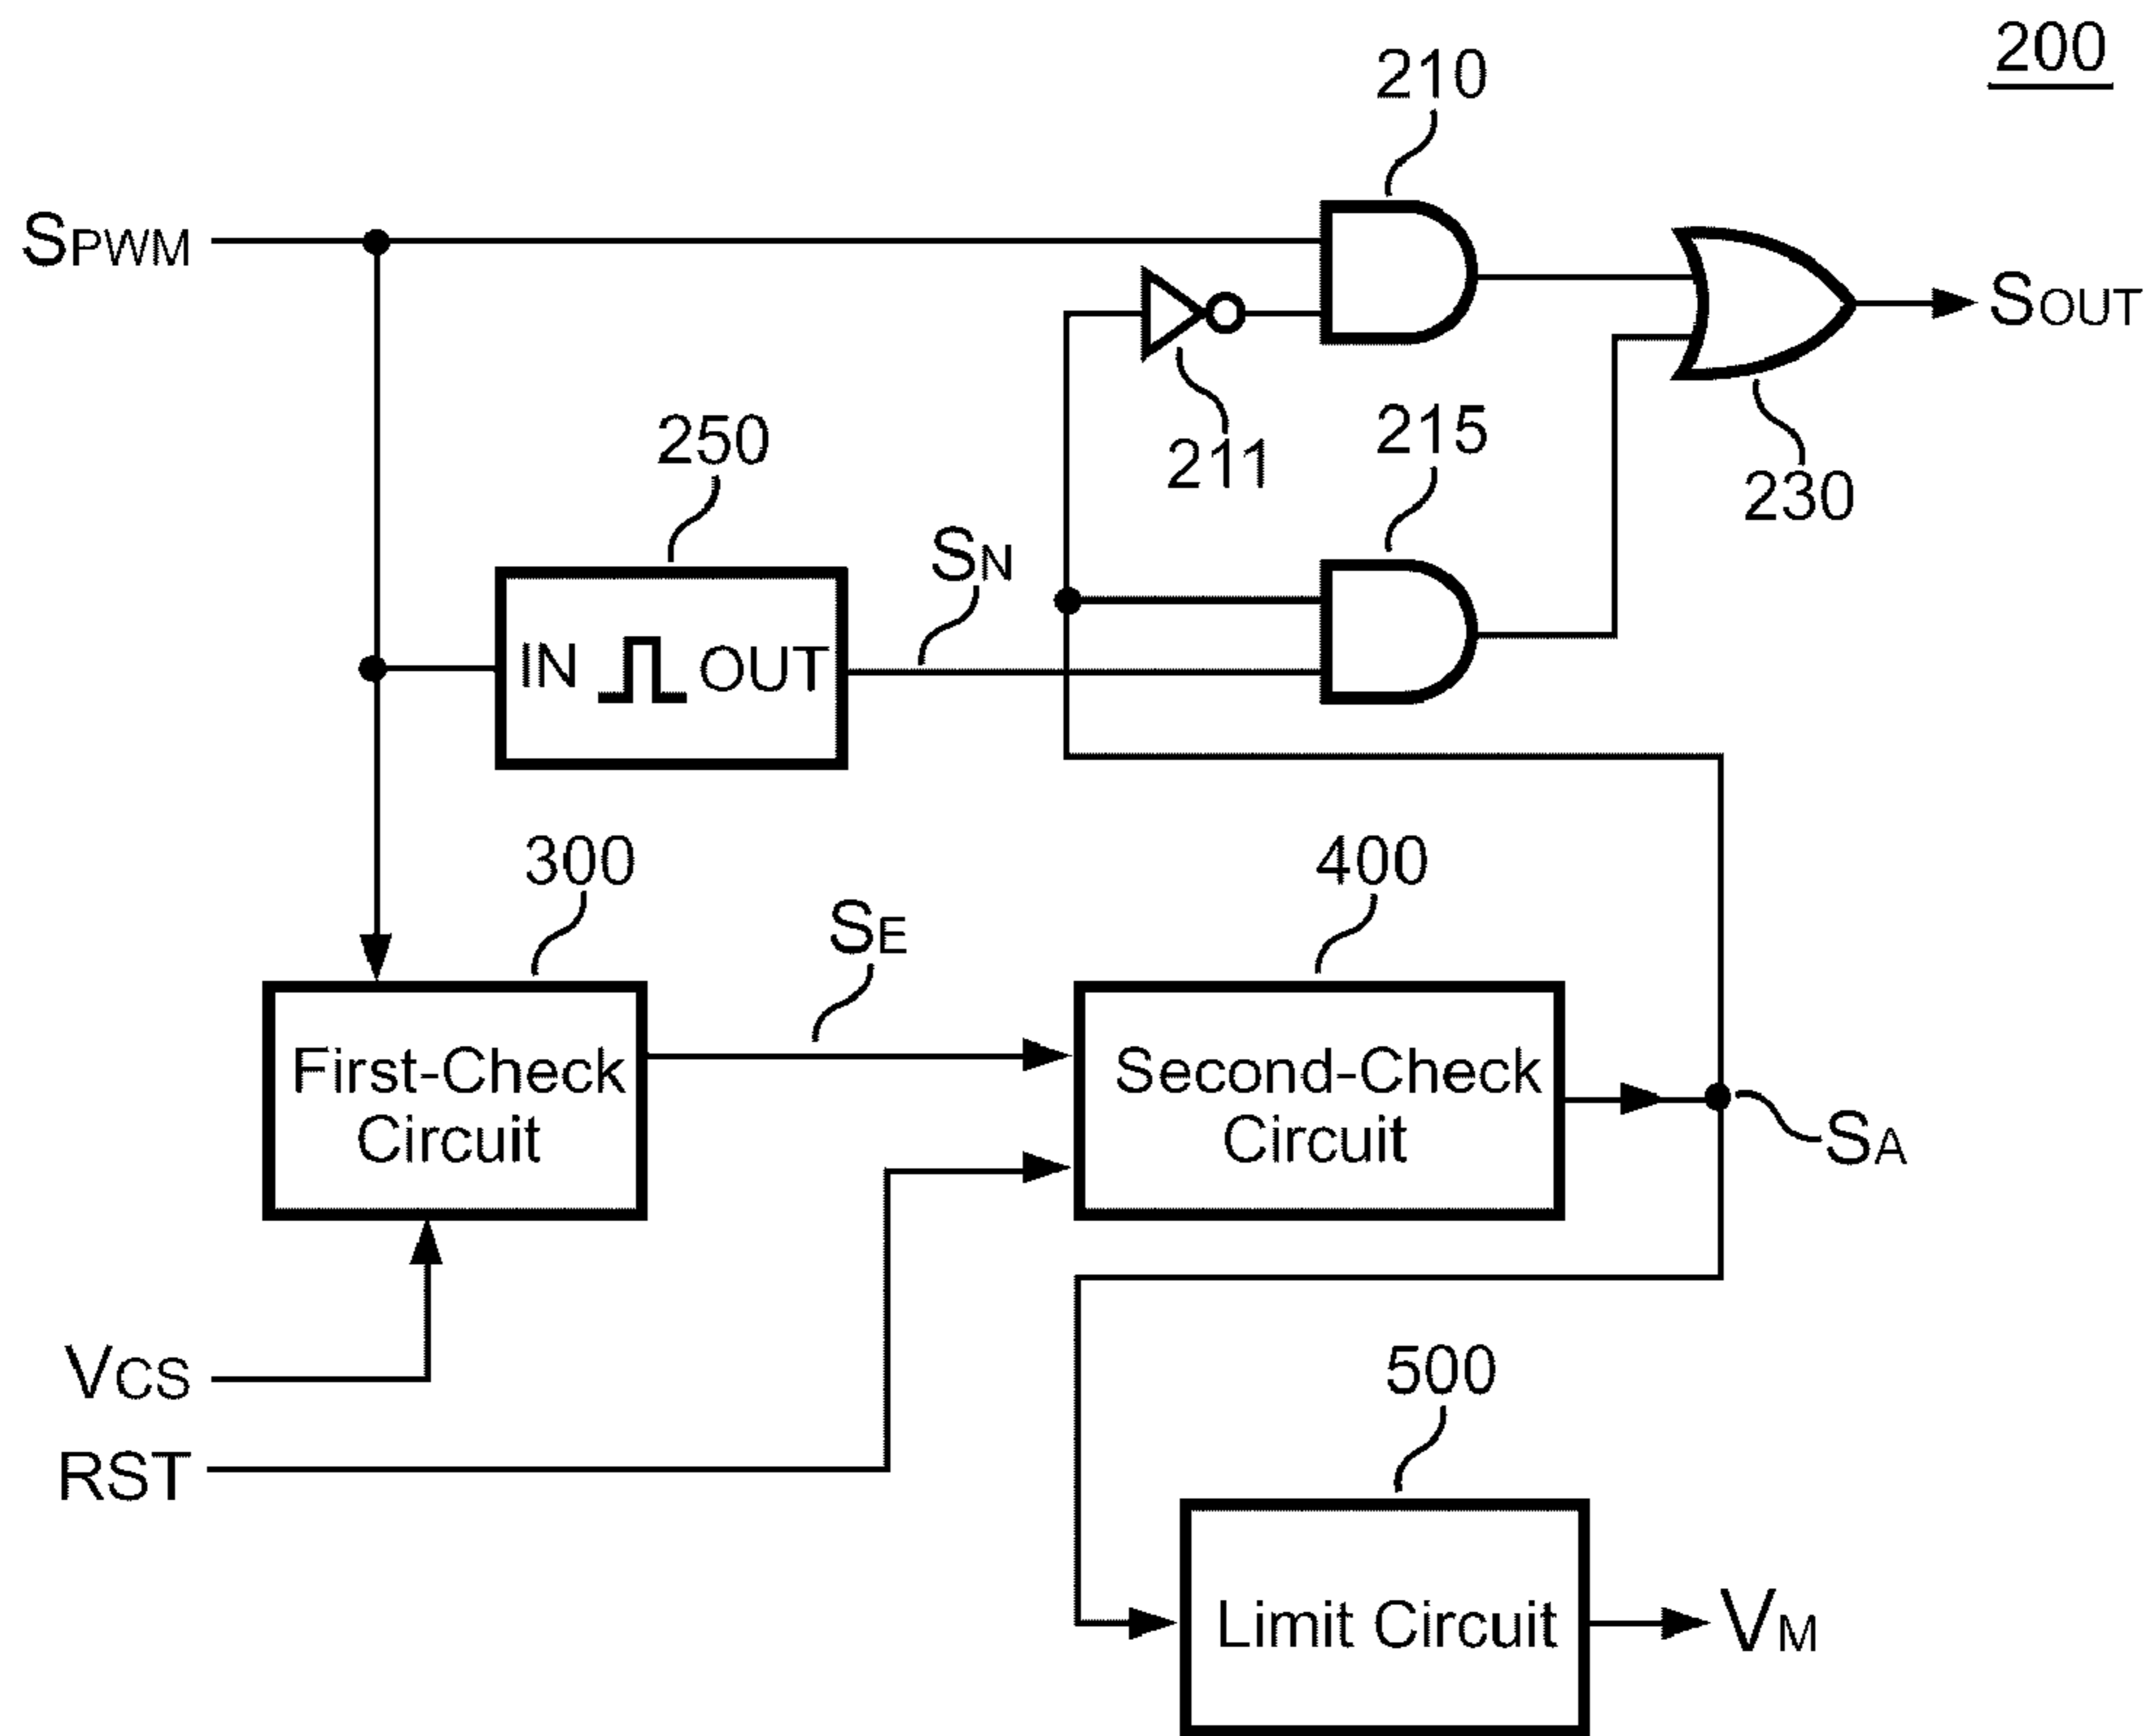 200
210
SPWM
SOUT
211
250
215
230
SN
IN OUT
300
400
SE
First-Check
Circuit
Second-Check
Circuit
SA
VCS
500
RST
Limit Circuit
VM